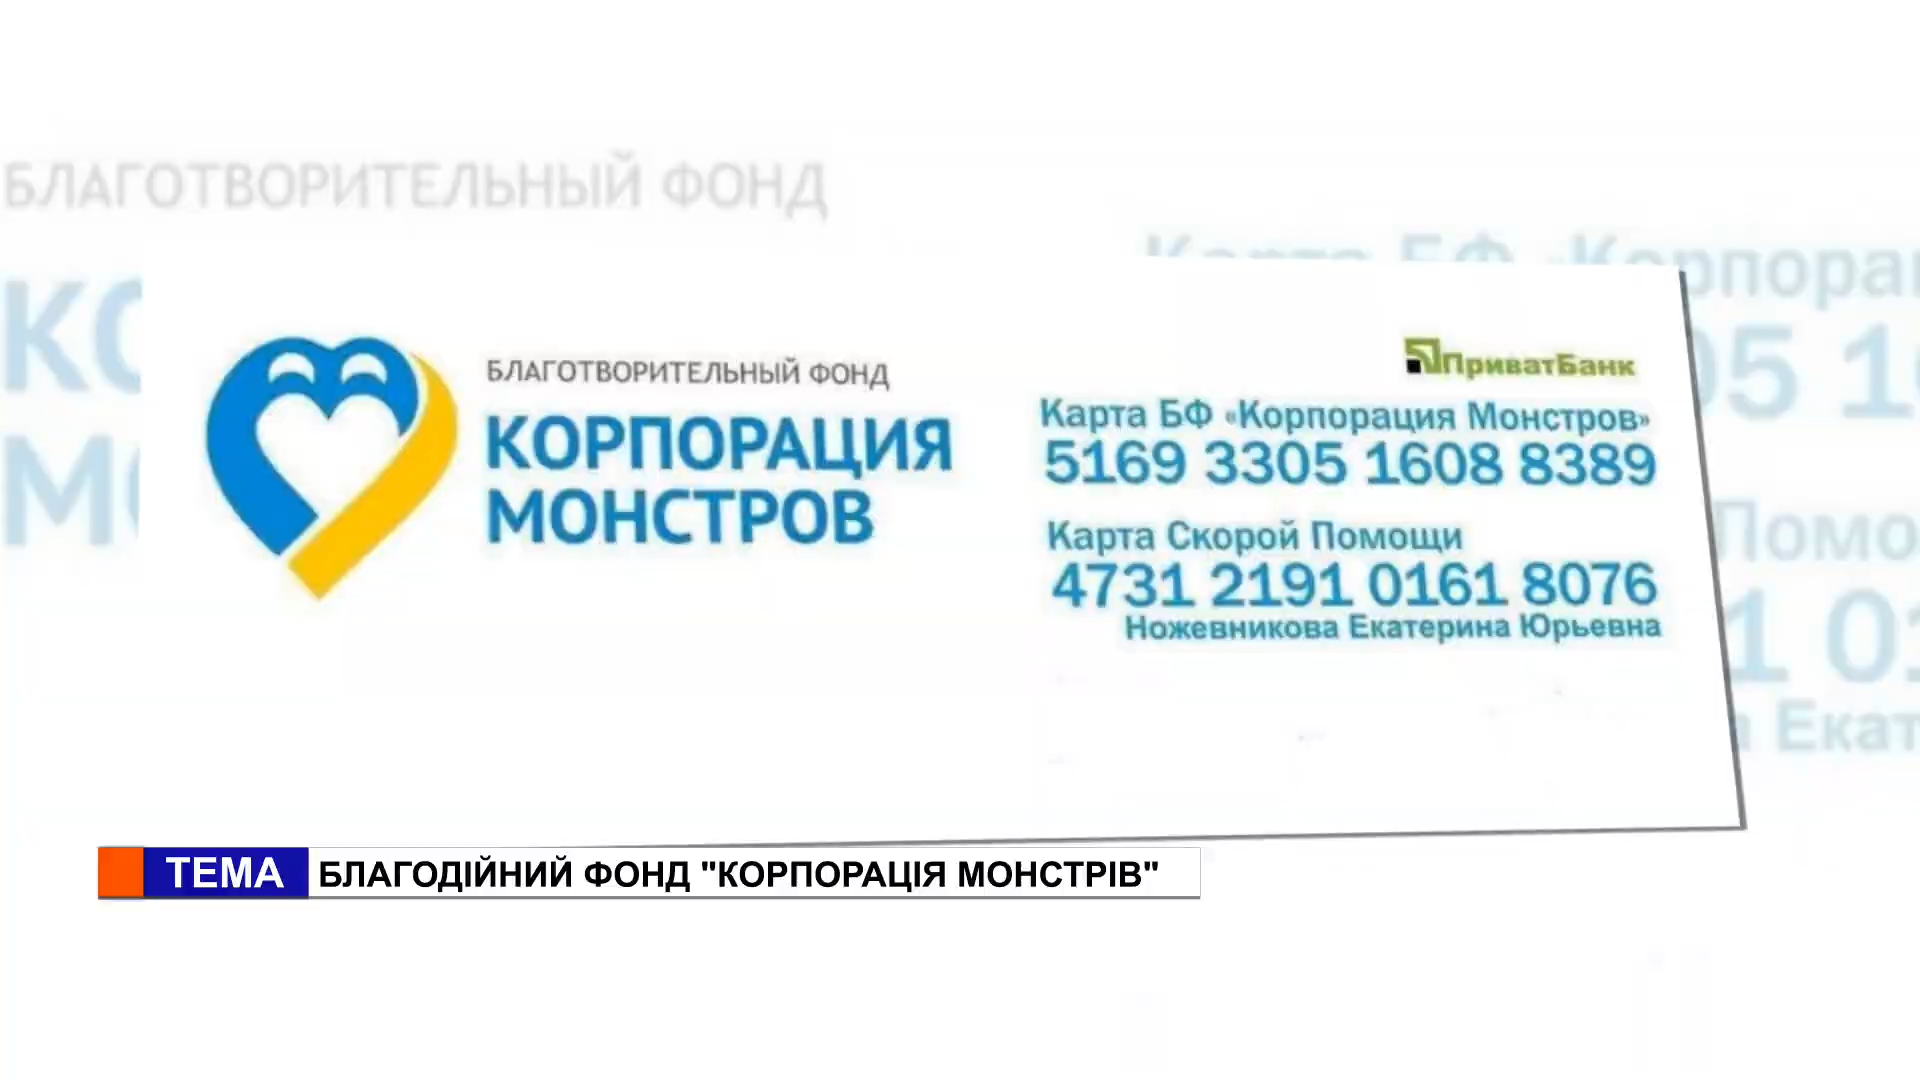 БЛАГОТВОРИТЕЛЬНЫЙ ФОНД
БЛАГОТВОРИТЕЛЬНЫЙ ФОНД
КОРПОРАЦИЯ
МОНСТРОВ
ПриватБанк
Карта БФ «Корпорация Монстров»
5169 3305 1608 8389
Карта Скорой Помощи
4731 2191 0161 8076
Ножевникова Екатерина Юрьевна
ТЕМА БЛАГОДІЙНИЙ ФОНД "КОРПОРАЦІЯ МОНСТРІВ"